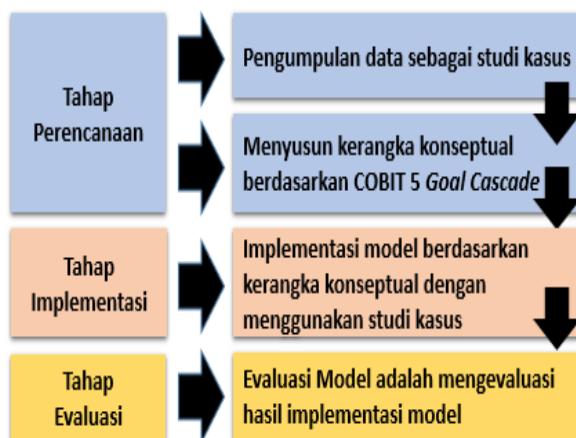 Tahap
Perencanaan
Pengumpulan data sebagai studi kasus
Menyusun kerangka konseptual
berdasarkan COBIT 5 Goal Cascade
Tahap
Implementasi
Implementasi model berdasarkan
kerangka konseptual dengan
menggunakan studi kasus
Tahap
Evaluasi
Evaluasi Model adalah mengevaluasi
hasil implementasi model